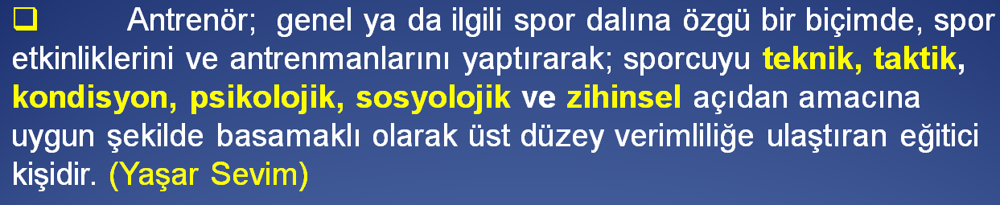 ❑ Antrenör; genel ya da ilgili spor dalına özgü bir biçimde, spor
etkinliklerini ve antrenmanlarını yaptırarak; sporcuyu teknik, taktik,
kondisyon, psikolojik, sosyolojik ve zihinsel açıdan amacına
uygun şekilde basamaklı olarak üst düzey verimliliğe ulaştıran eğitici
kişidir. (Yaşar Sevim)